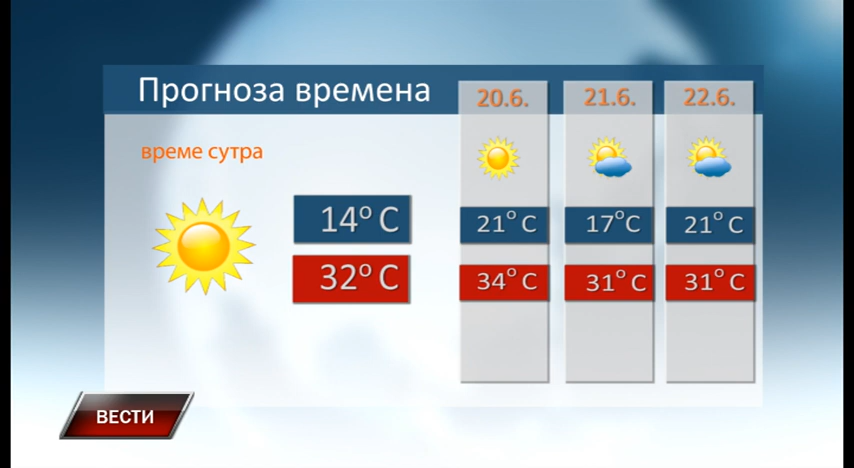 Прогноза времена
време сутра
14° C
32° C
20.6.
21° C
34° C
21.6.
17°C
31° C
22.6.
21° C
31° C
ВЕСТИ